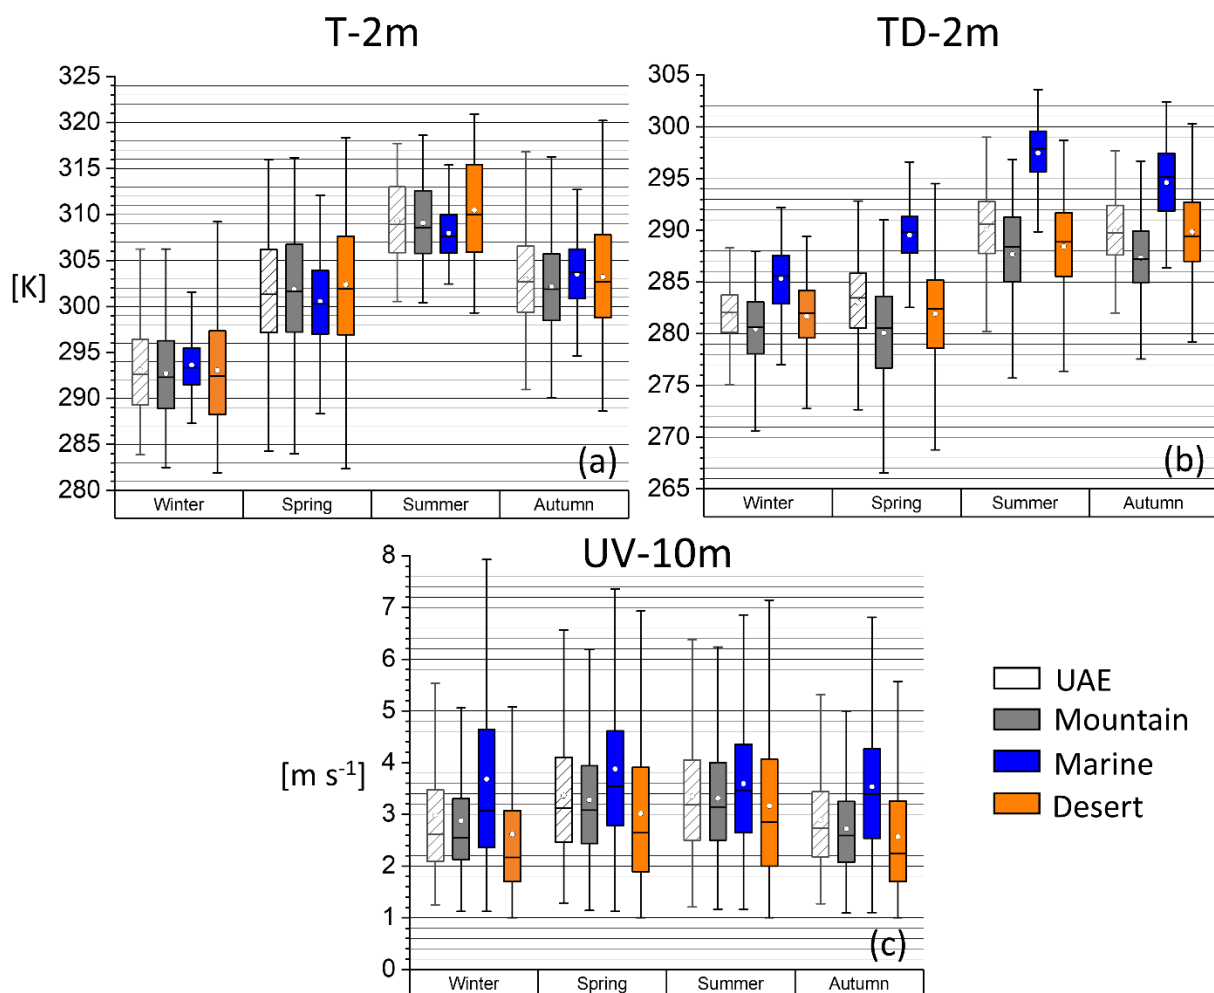 T-2m
TD-2m
[K]
325
320
315
310
305
300
295
290
285
280
(a)
Winter Spring Summer Autumn
305
300
295
290
285
280
275
270
265
(b)
Winter Spring Summer Autumn
UV-10m
[m s-1]
8
7
6
5
4
3
2
1
0
(c)
Winter Spring Summer Autumn
UAE
Mountain
Marine
Desert